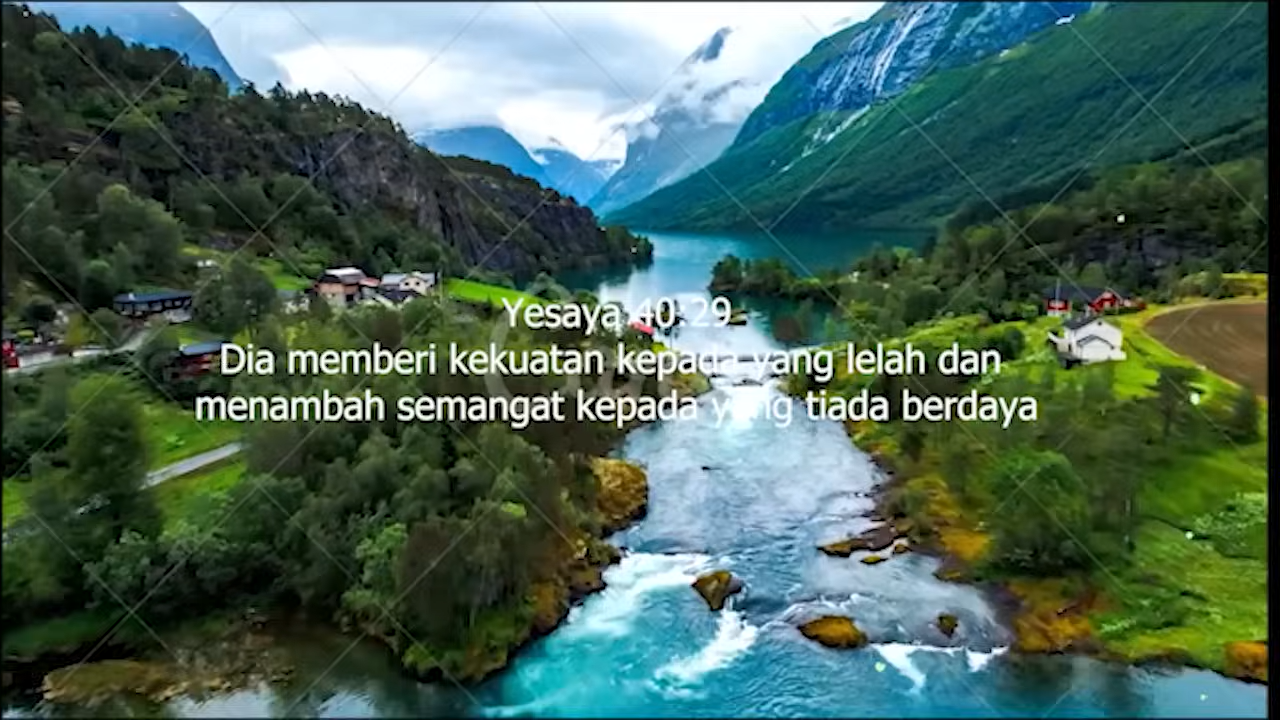 Yesaya 40:29
Dia memberi kekuatan kepada yang lelah dan
menambah semangat kepada yang tiada berdaya